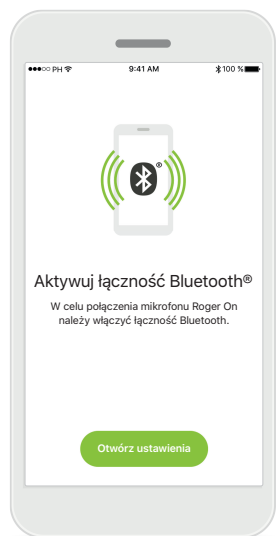 PH 9:41 AM 100 %
®
Aktywuj łączność Bluetooth®
W celu połączenia mikrofonu Roger On
należy włączyć łączność Bluetooth.
Otwórz ustawienia